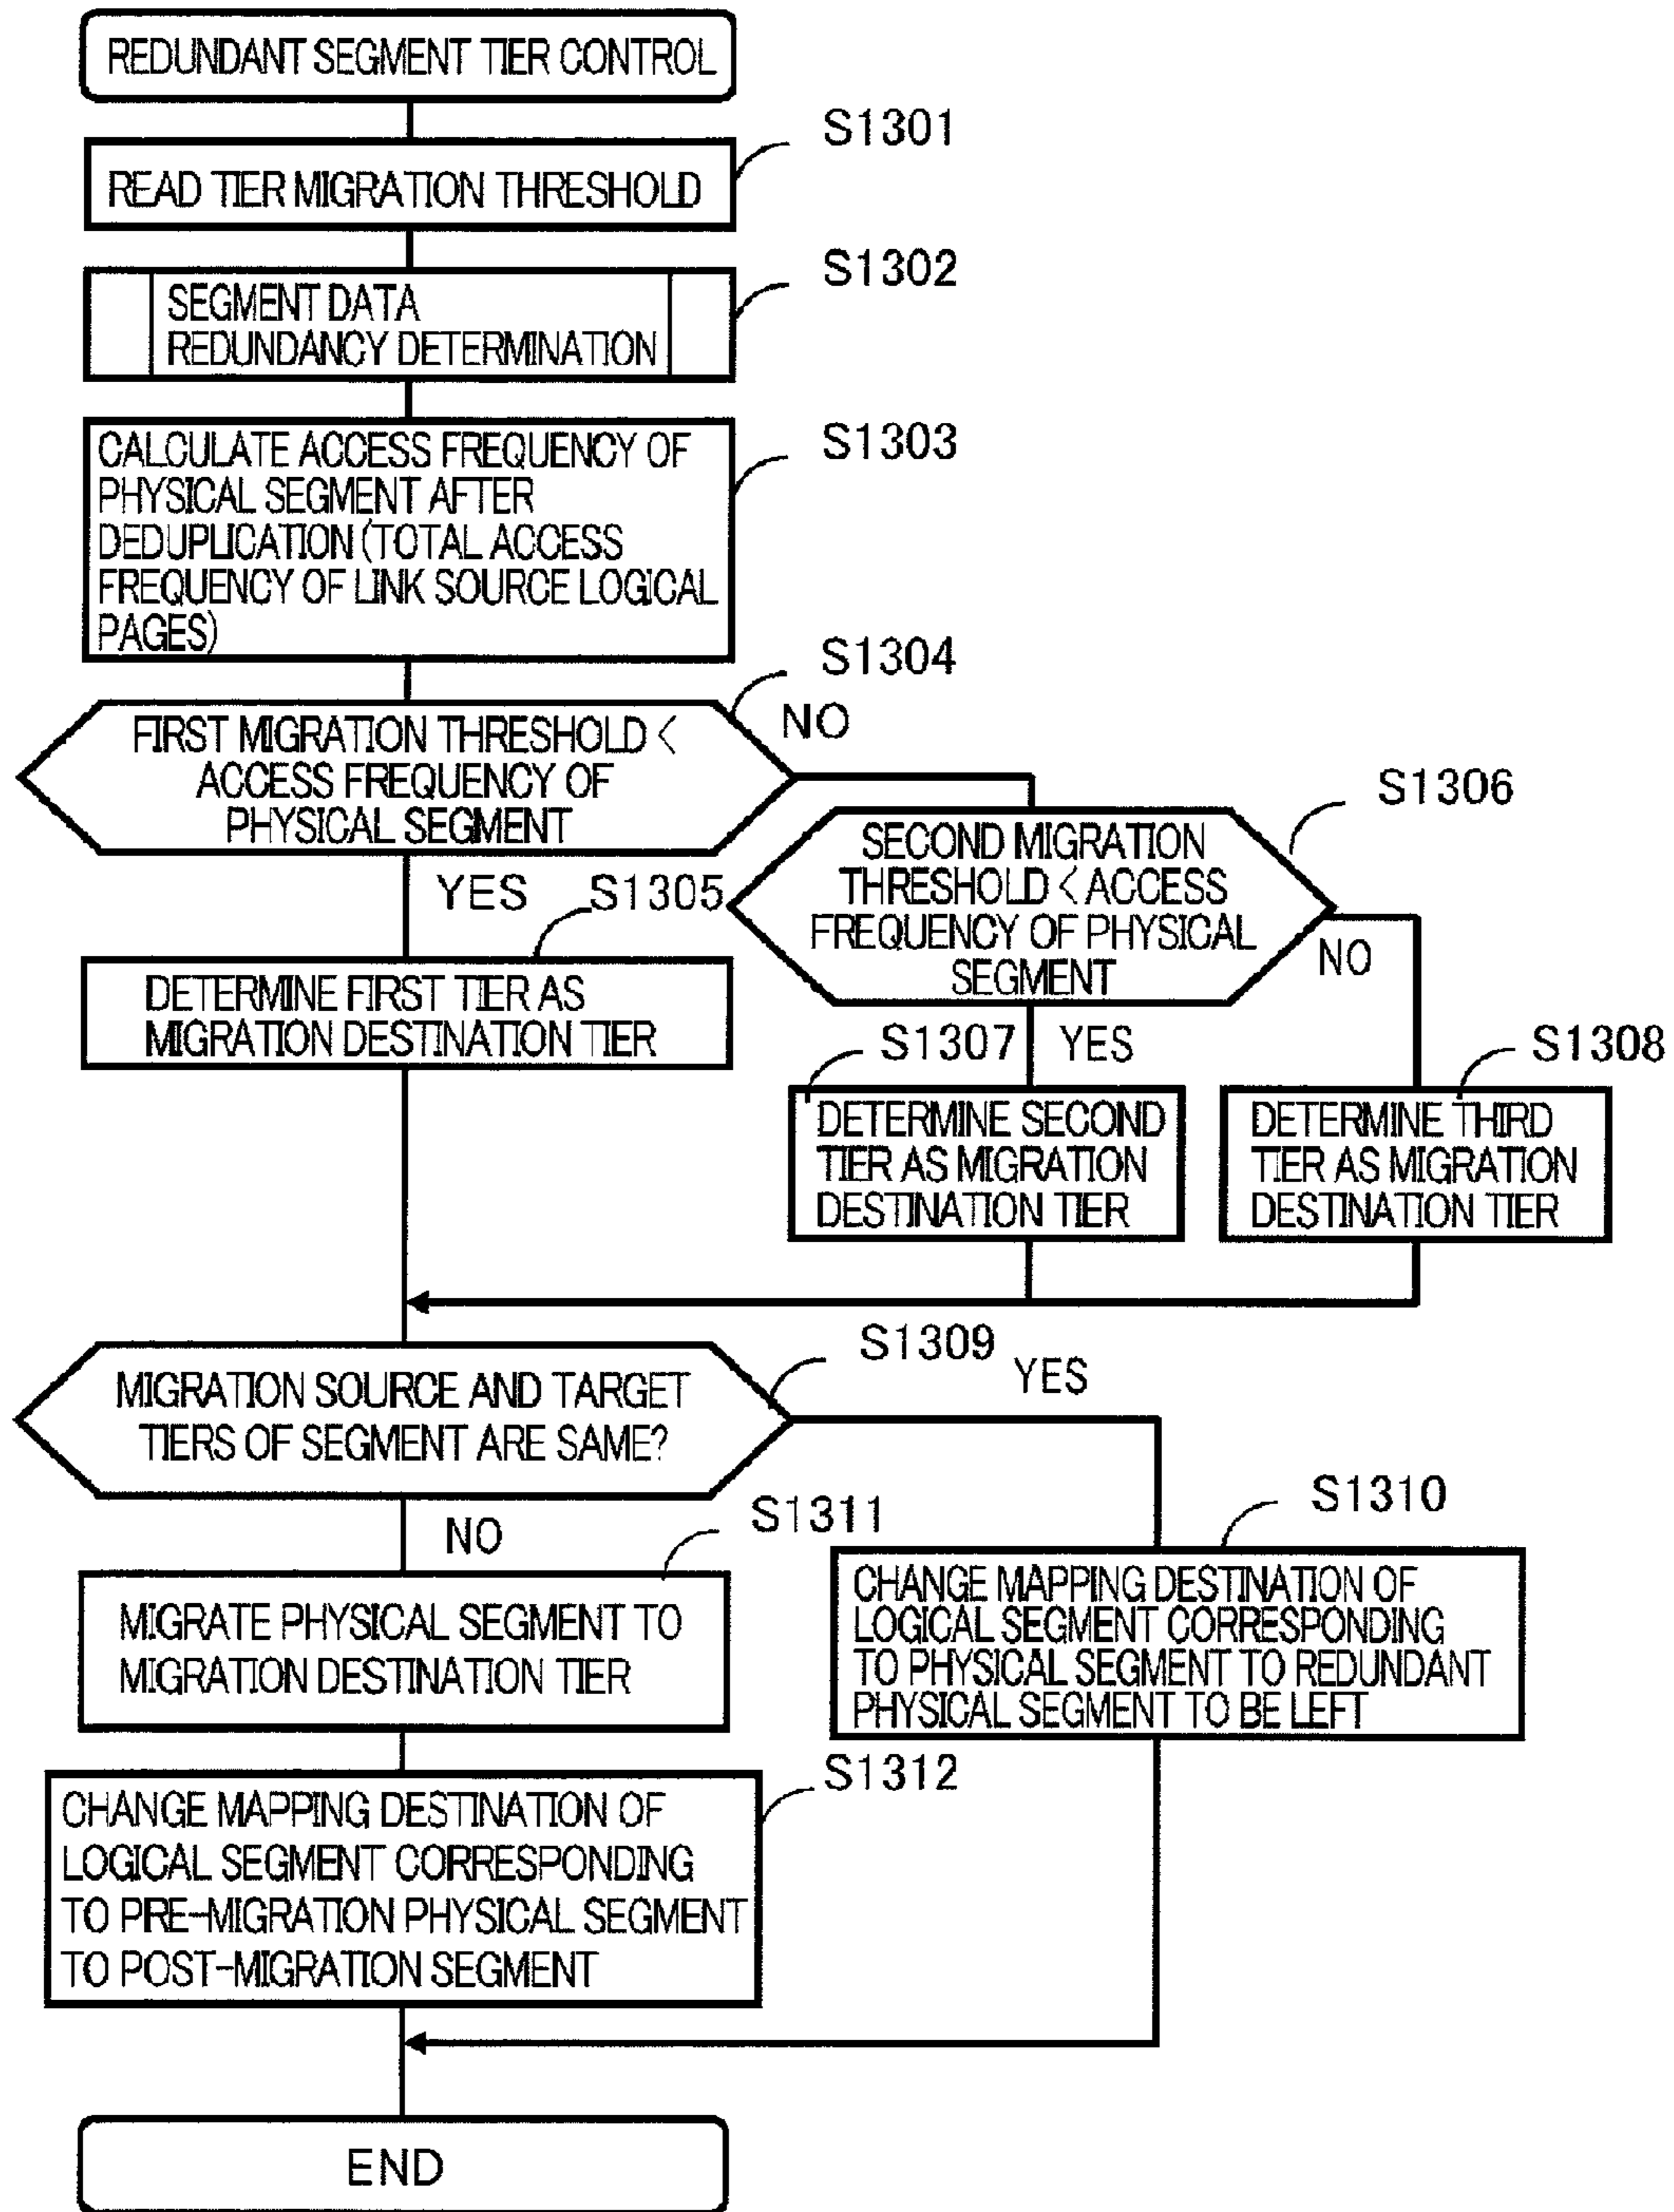 REDUNDANT SEGMENT TIER CONTROL
S1301
READ TIER MIGRATION THRESHOLD
S1302
SEGMENT DATA
REDUNDANCY DETERMINATION
S1303
CALCULATE ACCESS FREQUENCY OF
PHYSICAL SEGMENT AFTER
DEDUPLICATION (TOTAL ACCESS
FREQUENCY OF LINK SOURCE LOGICAL
PAGES)
S1304
FIRST MIGRATION THRESHOLD <
ACCESS FREQUENCY OF
PHYSICAL SEGMENT
NO
S1306
SECOND MIGRATION
THRESHOLD < ACCESS
FREQUENCY OF PHYSICAL
SEGMENT
YES
S1305
NO
DETERMINE FIRST TIER AS
MIGRATION DESTINATION TIER
S1307
YES
S1308
DETERMINE SECOND
TIER AS MIGRATION
DESTINATION TIER
DETERMINE THIRD
TIER AS MIGRATION
DESTINATION TIER
S1309
MIGRATION SOURCE AND TARGET
TIERS OF SEGMENT ARE SAME?
YES
NO
S1311
S1310
MIGRATE PHYSICAL SEGMENT TO
MIGRATION DESTINATION TIER
CHANGE MAPPING DESTINATION OF
LOGICAL SEGMENT CORRESPONDING
TO PHYSICAL SEGMENT TO REDUNDANT
PHYSICAL SEGMENT TO BE LEFT
S1312
CHANGE MAPPING DESTINATION OF
LOGICAL SEGMENT CORRESPONDING
TO PRE-MIGRATION PHYSICAL SEGMENT
TO POST-MIGRATION SEGMENT
END